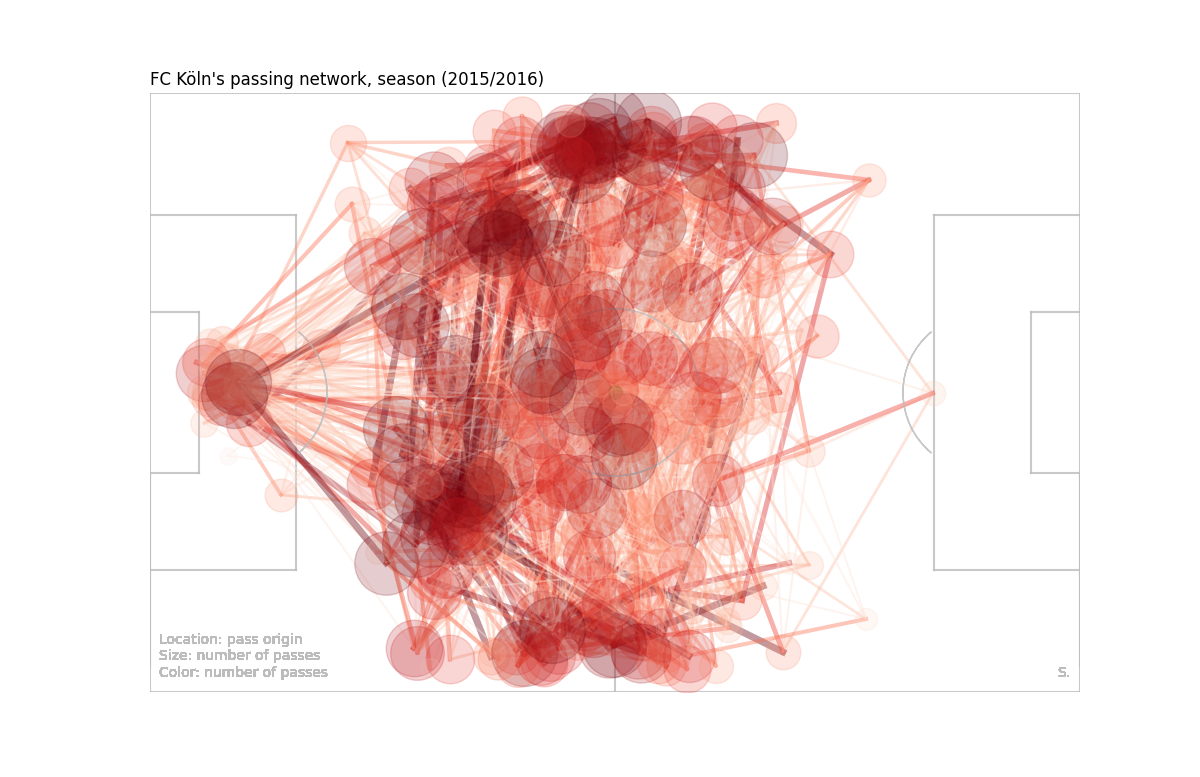 FC Köln's passing network, season (2015/2016)
Location: pass origin
Size: number of passes
Color: number of passes
S.